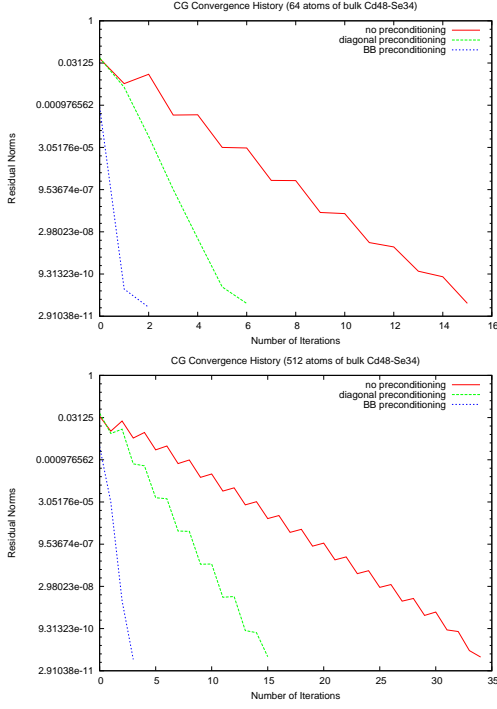 CG Convergence History (64 atoms of bulk Cd48-Se34)
1
0.03125
0.000976562
3.05176e-05
9.53674e-07
2.98023e-08
9.31323e-10
2.91038e-11
Residual Norms
no preconditioning
diagonal preconditioning
BB preconditioning
0 2 4 6 8 10 12 14 16
Number of Iterations
CG Convergence History (512 atoms of bulk Cd48-Se34)
1
0.03125
0.000976562
3.05176e-05
9.53674e-07
2.98023e-08
9.31323e-10
2.91038e-11
Residual Norms
no preconditioning
diagonal preconditioning
BB preconditioning
0 5 10 15 20 25 30 35
Number of Iterations